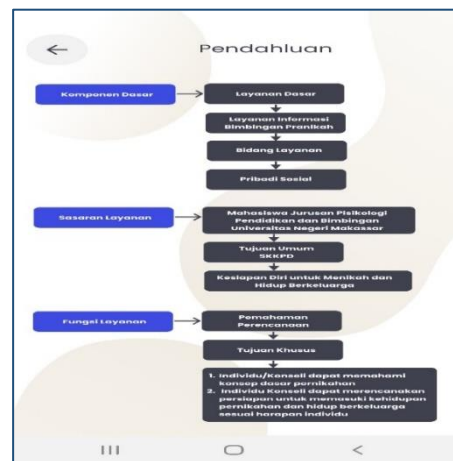 Pendahluan
Komponen Dasar
Layanan Dasar
Layanan Informasi
Bimbingan Pranikah
Bidang Layanan
Pribadi Sosial
Sasaran Layanan
Mahasiswa Jurusan Pisikologi
Pendidikan dan Bimbingan
Universitas Negeri Makassar
Tujuan Umum
SKKPD
Kesiapan Diri untuk Menikah dan
Hidup Berkeluarga
Fungsi Layanan
Pemahaman
Perencanaan
Tujuan Khusus
1. Individu/Konseli dapat memahami
konsep dasar pernikahan
2. Individu Konseli dapat merencanakan
persiapan untuk memasuki kehidupan
pernikahan dan hidup berkeluarga
sesuai harapan individu